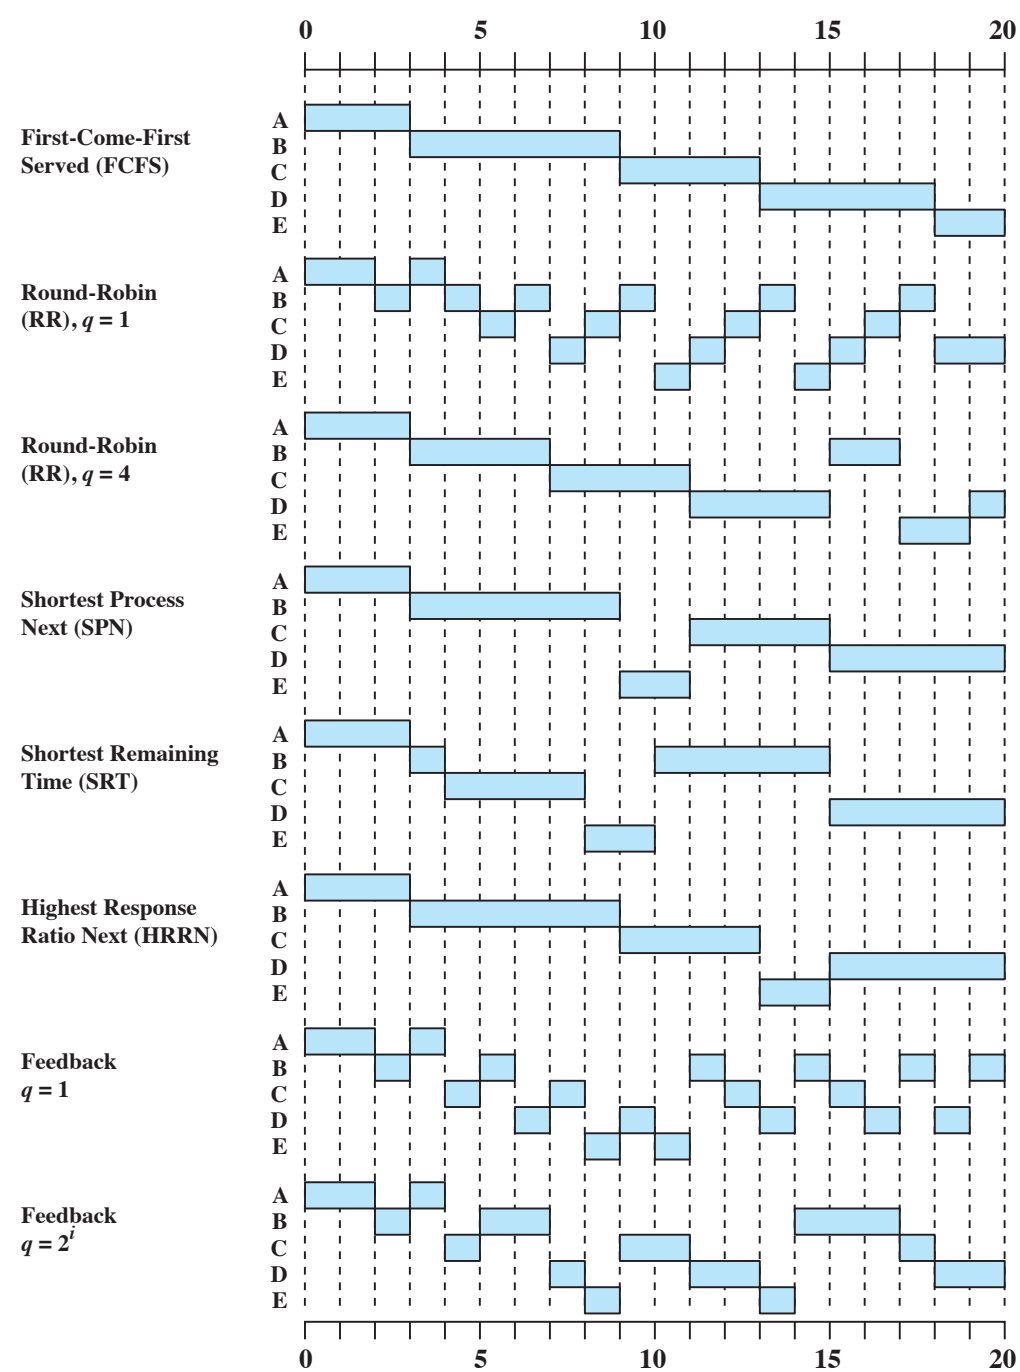 0 5 10 15 20
First-Come-First
Served (FCFS)
A
B
C
D
E
Round-Robin
(RR), q = 1
A
B
C
D
E
Round-Robin
(RR), q = 4
A
B
C
D
E
Shortest Process
Next (SPN)
A
B
C
D
E
Shortest Remaining
Time (SRT)
A
B
C
D
E
Highest Response
Ratio Next (HRRN)
A
B
C
D
E
Feedback
q = 1
A
B
C
D
E
Feedback
q = 2^i
A
B
C
D
E
0 5 10 15 20